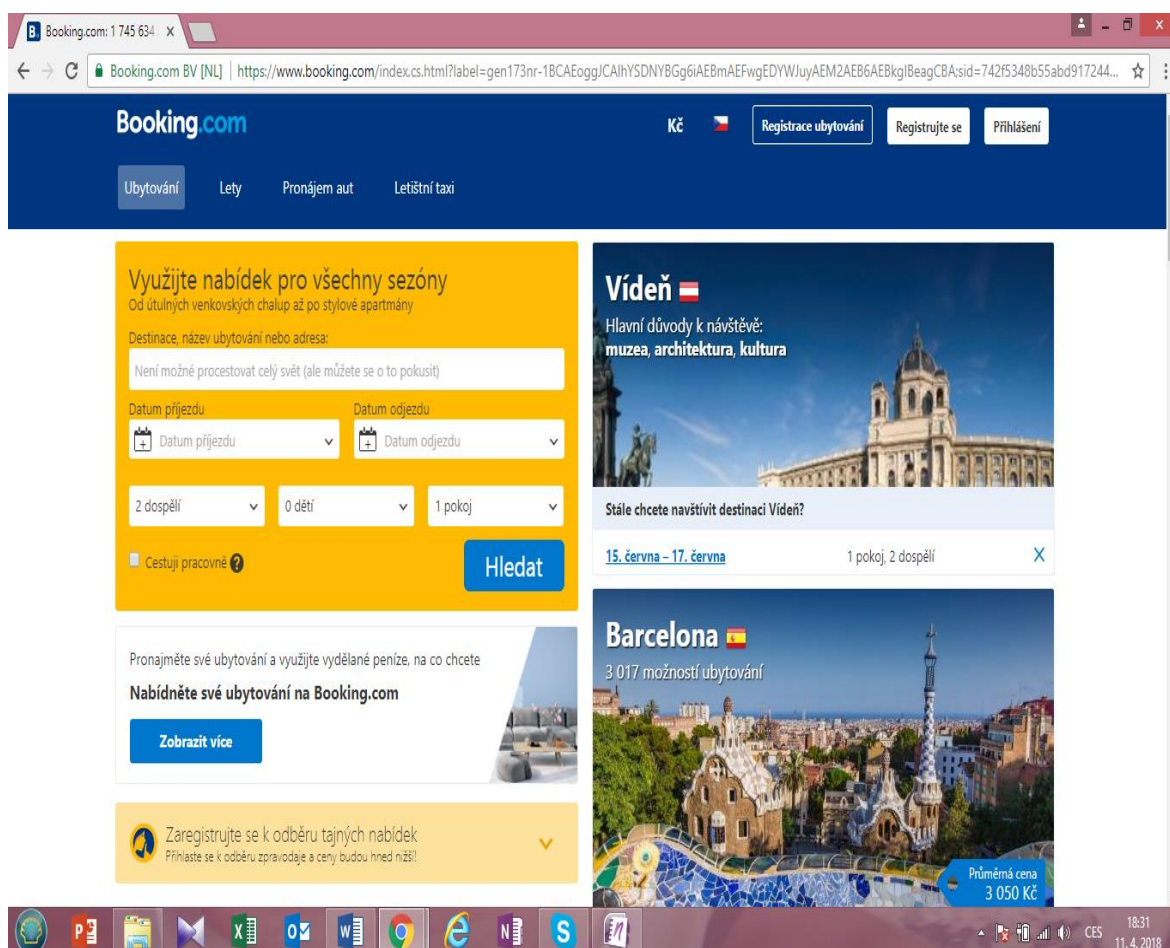 Booking.com: 1 745 634
Booking.com BV [NL] https://www.booking.com/index.cs.html?label=gen173nr-1BCAEoggJCAlhYSDNYBGg6iAEBmAEFwgEDYWJuyAEM2AEB6AEBkgIBeagCBA;sid=742f5348b55abd917244...
Booking.com
Kč
Registrace ubytování
Registrujte se
Přihlášení
Ubytování Lety Pronájem aut Letištní taxi
Využijte nabídek pro všechny sezóny
Od útulných venkovských chalup až po stylové apartmány
Destinace, název ubytování nebo adresa:
Není možné procestovat celý svět (ale můžete se o to pokusit)
Datum příjezdu Datum odjezdu
Datum příjezdu Datum odjezdu
2 dospělí 0 dětí 1 pokoj
Cestuji pracovně ?
Hledat
Pronajměte své ubytování a využijte vydělané peníze, na co chcete
Nabídněte své ubytování na Booking.com
Zobrazit více
Zaregistrujte se k odběru tajných nabídek
Přihlaste se k odběru zpravodaje a ceny budou hned nižší!
Vídeň
Hlavní důvody k návštěvě:
muzea, architektura, kultura
Stále chcete navštívit destinaci Vídeň?
15. června – 17. června 1 pokoj, 2 dospělí X
Barcelona
3 017 možností ubytování
Průměrná cena
3 050 Kč
CES
18:31
11. 4. 2018